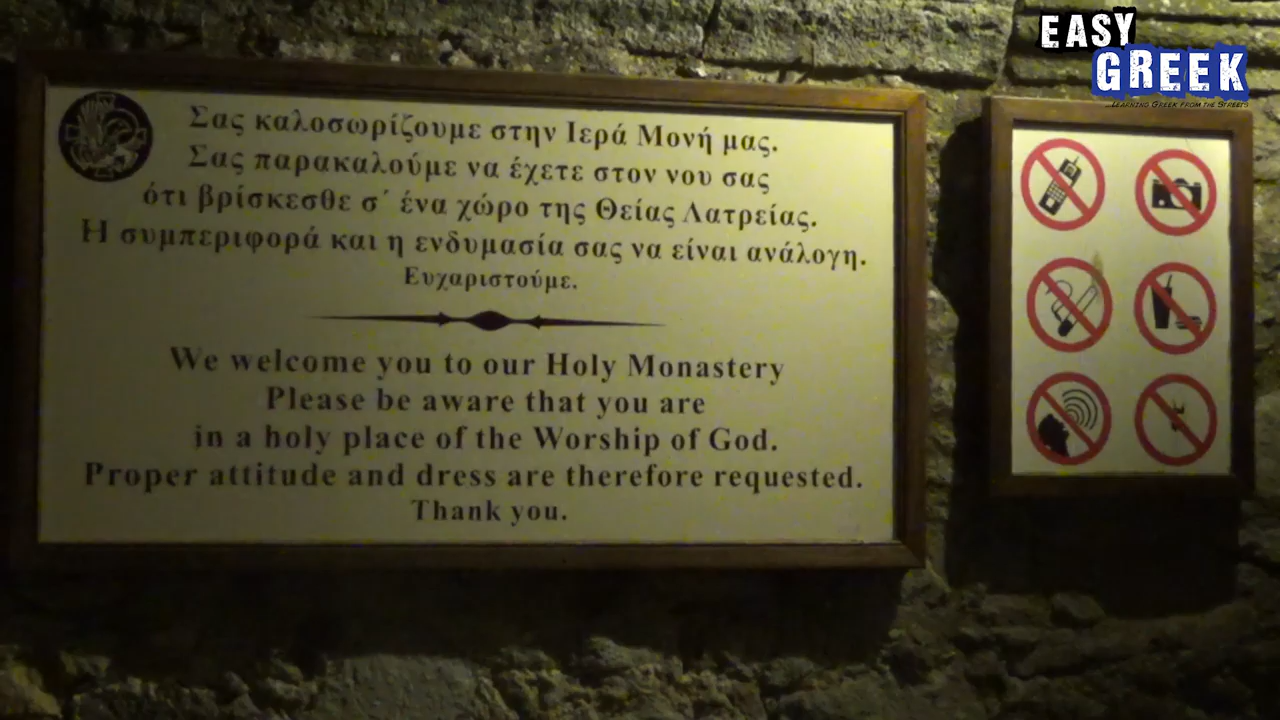 Σας καλοσωρίζουμε στην Ιερά Μονή μας.
Σας παρακαλούμε να έχετε στον νου σας
ότι βρίσκεσθε σ΄ ένα χώρο της Θείας Λατρείας.
Η συμπεριφορά και η ενδυμασία σας να είναι ανάλογη.
Ευχαριστούμε.
We welcome you to our Holy Monastery
Please be aware that you are
in a holy place of the Worship of God.
Proper attitude and dress are therefore requested.
Thank you.
EASY
GREEK
...Learning Greek from the Streets